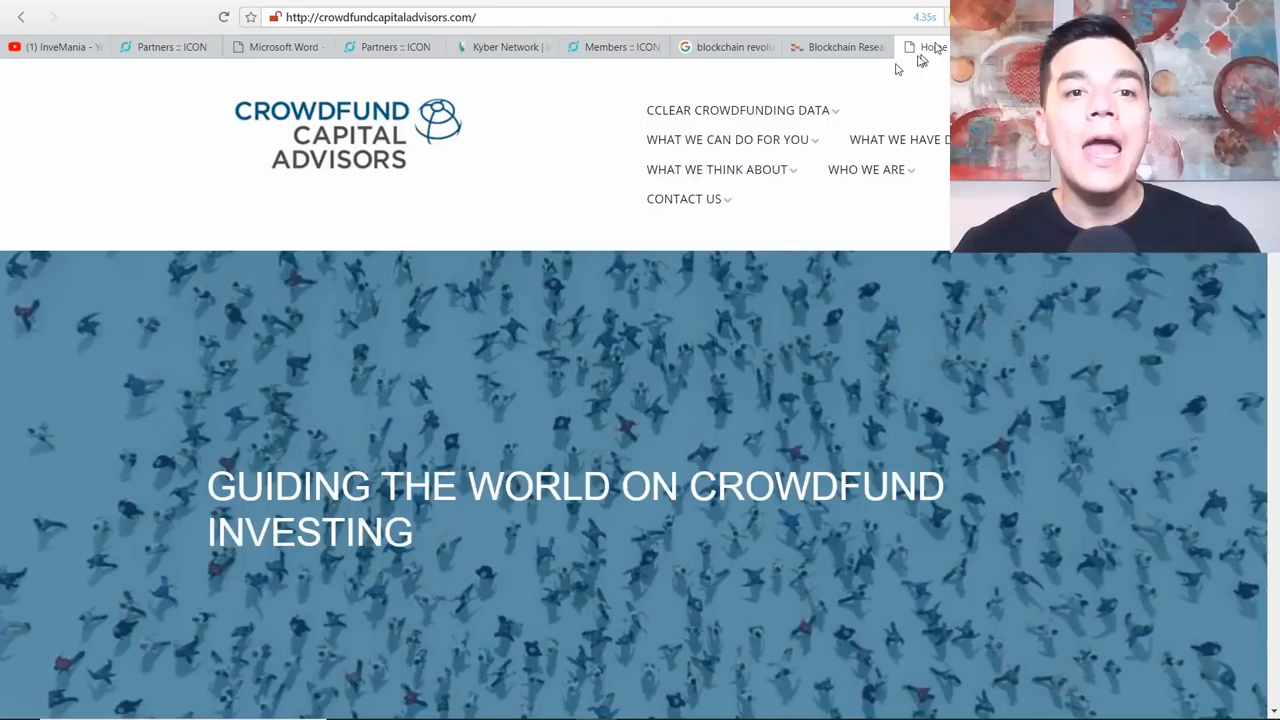 http://crowdfundcapitaladvisors.com/
4.35s
(1) InveMania - Yo
Partners :: ICON
Microsoft Word -
Partners :: ICON
Kyber Network |
Members :: ICON
blockchain revolu
Blockchain Resea
Home
CROWDFUND
CAPITAL
ADVISORS
CCLEAR CROWDFUNDING DATA
WHAT WE CAN DO FOR YOU
WHAT WE HAVE D
WHAT WE THINK ABOUT
WHO WE ARE
CONTACT US
GUIDING THE WORLD ON CROWDFUND
INVESTING